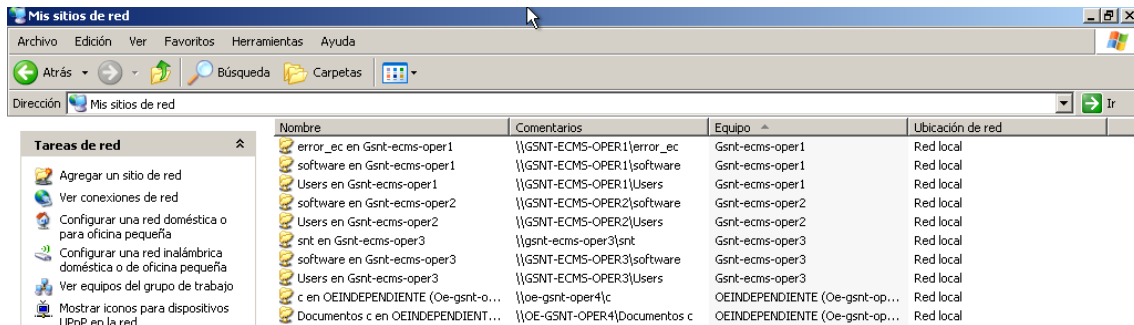 Mis sitios de red
Archivo Edición Ver Favoritos Herramientas Ayuda
Atrás Búsqueda Carpetas
Dirección Mis sitios de red Ir
Nombre Comentarios Equipo Ubicación de red
Tareas de red
Agregar un sitio de red
Ver conexiones de red
Configurar una red doméstica o
para oficina pequeña
Configurar una red inalámbrica
doméstica o de oficina pequeña
Ver equipos del grupo de trabajo
Mostrar iconos para dispositivos
UPnP en la red
error_ec en Gsnt-ecms-oper1 \\GSNT-ECMS-OPER1\error_ec Gsnt-ecms-oper1 Red local
software en Gsnt-ecms-oper1 \\GSNT-ECMS-OPER1\software Gsnt-ecms-oper1 Red local
Users en Gsnt-ecms-oper1 \\GSNT-ECMS-OPER1\Users Gsnt-ecms-oper1 Red local
software en Gsnt-ecms-oper2 \\GSNT-ECMS-OPER2\software Gsnt-ecms-oper2 Red local
Users en Gsnt-ecms-oper2 \\GSNT-ECMS-OPER2\Users Gsnt-ecms-oper2 Red local
snt en Gsnt-ecms-oper3 \\gsnt-ecms-oper3\snt Gsnt-ecms-oper3 Red local
software en Gsnt-ecms-oper3 \\GSNT-ECMS-OPER3\software Gsnt-ecms-oper3 Red local
Users en Gsnt-ecms-oper3 \\GSNT-ECMS-OPER3\Users Gsnt-ecms-oper3 Red local
c en OEINDEPENDIENTE (Oe-gsnt-o... \\oe-gsnt-oper4\c OEINDEPENDIENTE (Oe-gsnt-op... Red local
Documentos c en OEINDEPENDIENT... \\OE-GSNT-OPER4\Documentos c OEINDEPENDIENTE (Oe-gsnt-op... Red local